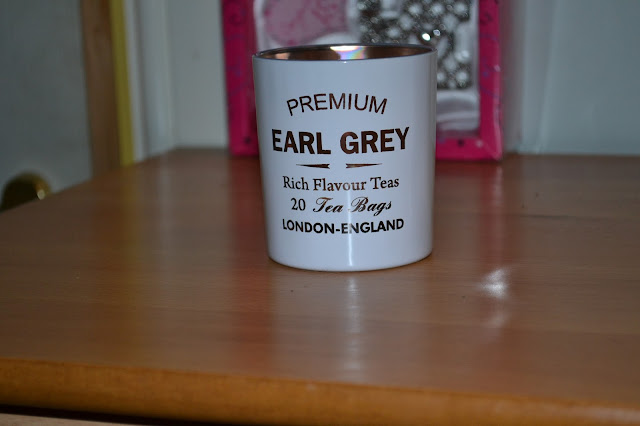 PREMIUM
EARL GREY
Rich Flavour Teas
20 Tea Bags
LONDON-ENGLAND